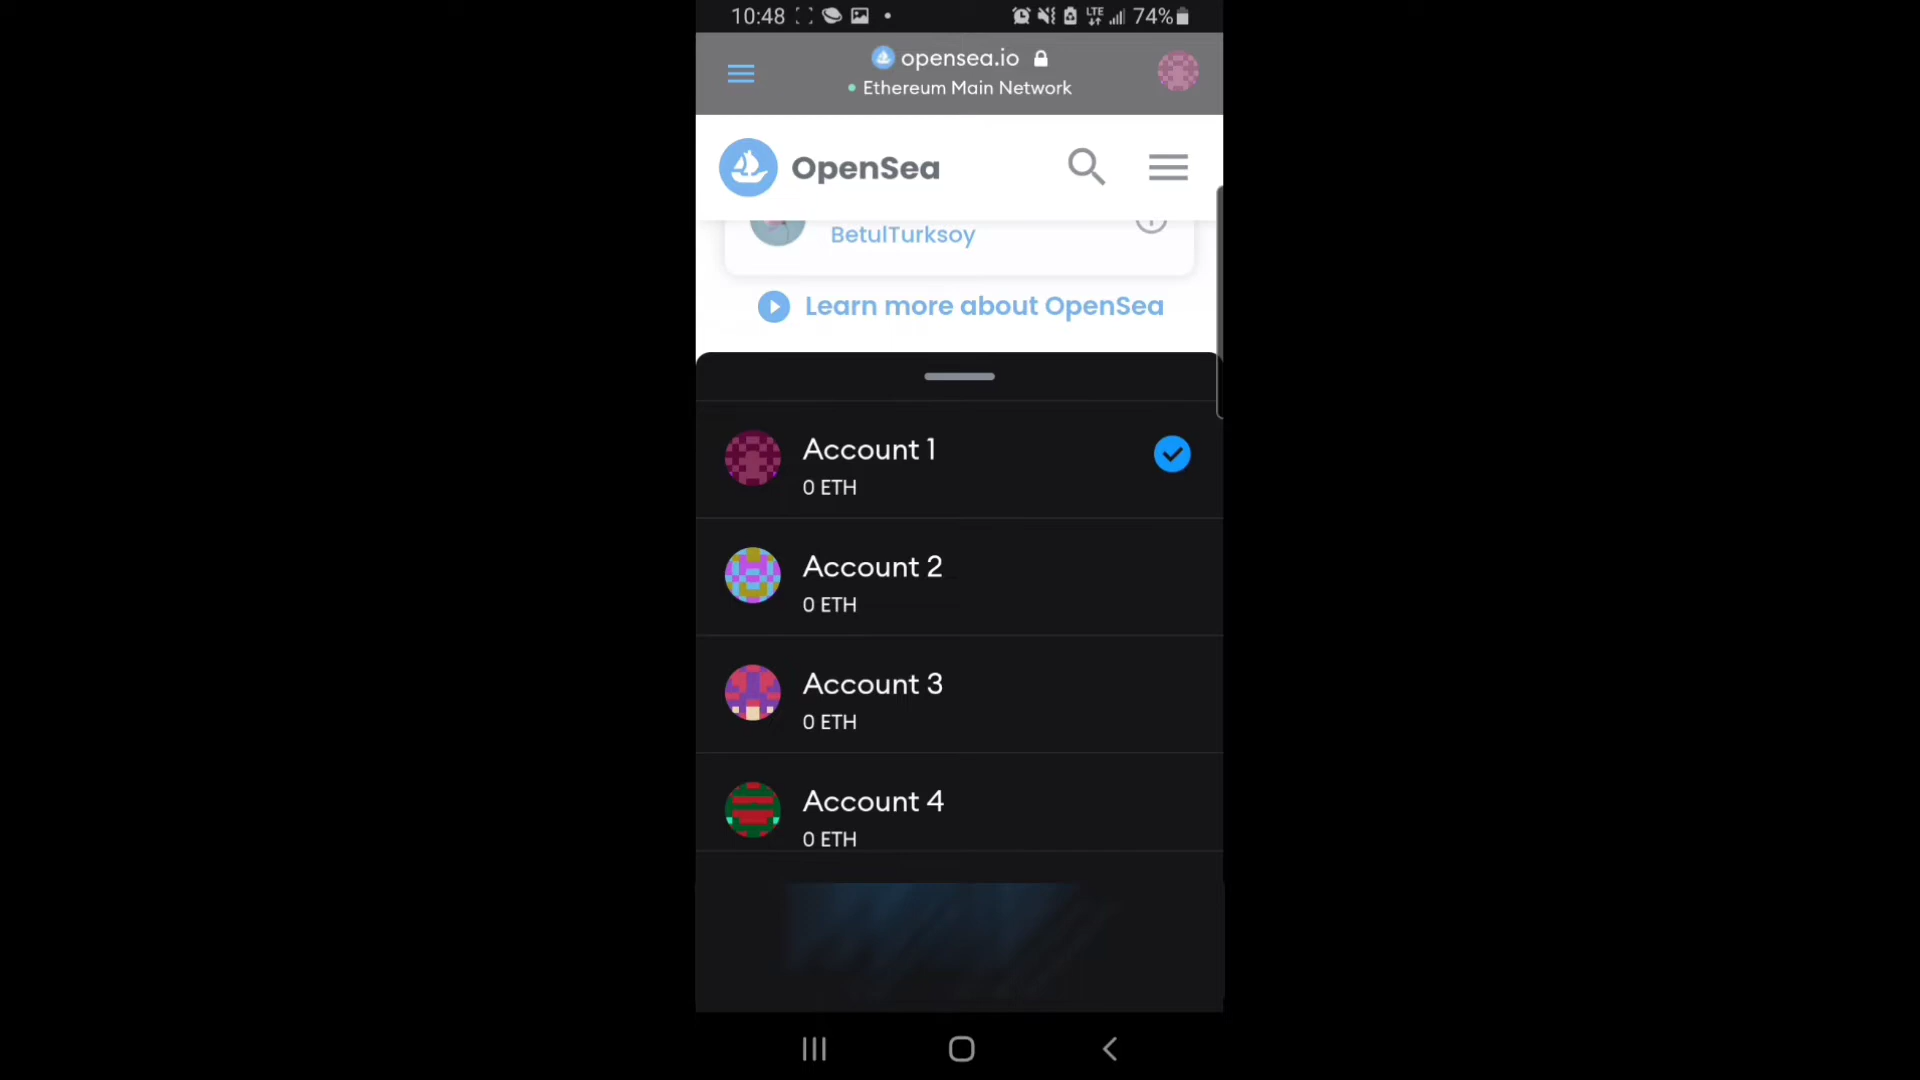 10:48
LTE
74%
opensea.io
Ethereum Main Network
OpenSea
BetulTurksoy
Learn more about OpenSea
Account 1
0 ETH
Account 2
0 ETH
Account 3
0 ETH
Account 4
0 ETH